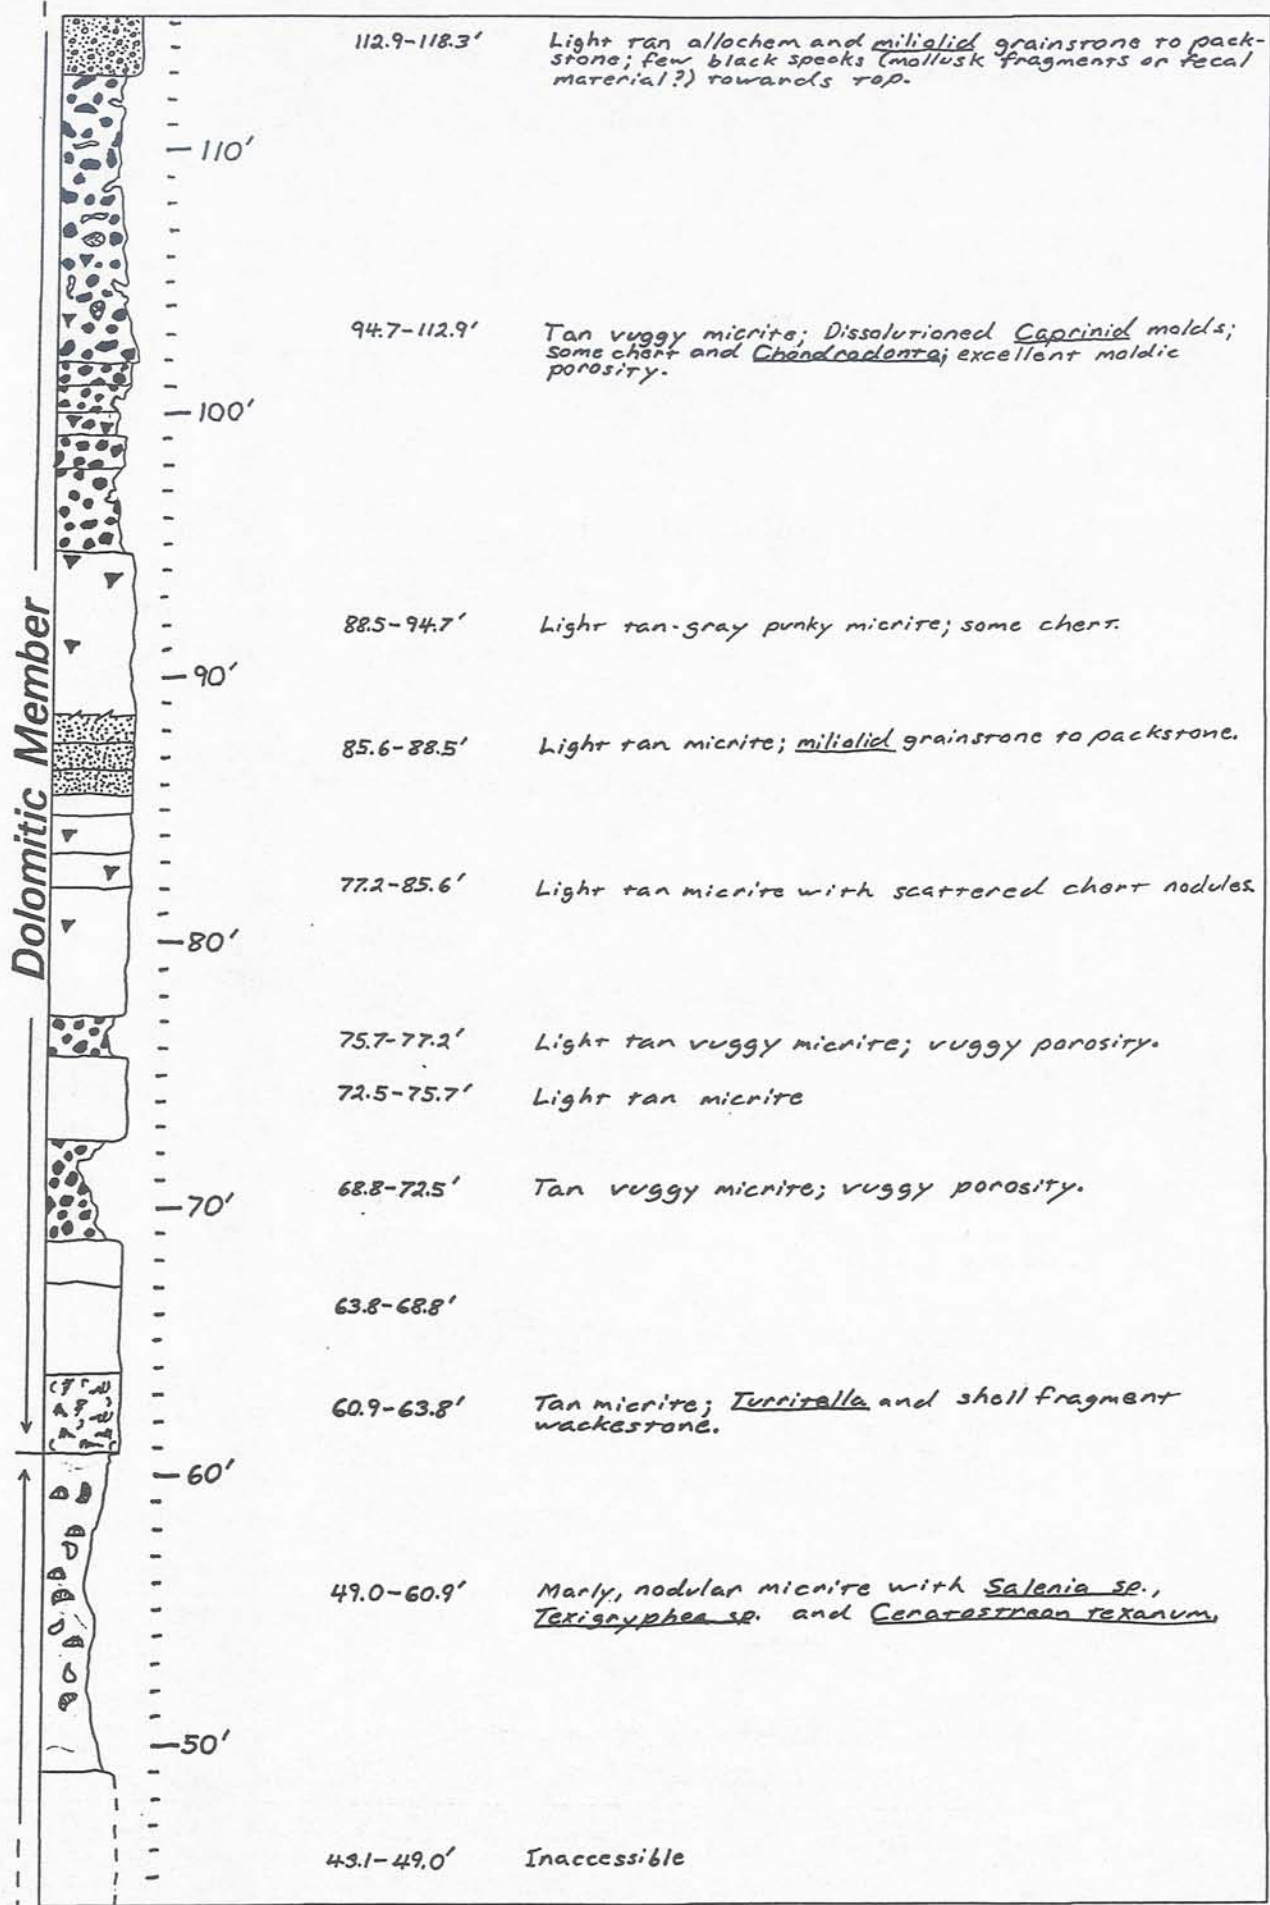 112.9-118.3' Light tan allochem and miliolid grainstone to pack-
stone; few black specks (mollusk fragments or fecal
material?) towards top.
110'
94.7-112.9' Tan vuggy micrite; Dissolutioned Caprinid molds;
some chert and Chondrodonta; excellent moldic
porosity.
100'
88.5-94.7' Light tan-gray punky micrite; some chert.
90'
85.6-88.5' Light tan micrite; miliolid grainstone to packstone.
Dolomitic Member
77.2-85.6' Light tan micrite with scattered chert nodules.
80'
75.7-77.2' Light tan vuggy micrite; vuggy porosity.
72.5-75.7' Light tan micrite
68.8-72.5' Tan vuggy micrite; vuggy porosity.
70'
63.8-68.8'
60.9-63.8' Tan micrite; Turritella and shell fragment
wackestone.
60'
49.0-60.9' Marly, nodular micrite with Salenia sp.,
Texigryphea sp. and Ceratostreon texanum.
50'
43.1-49.0' Inaccessible